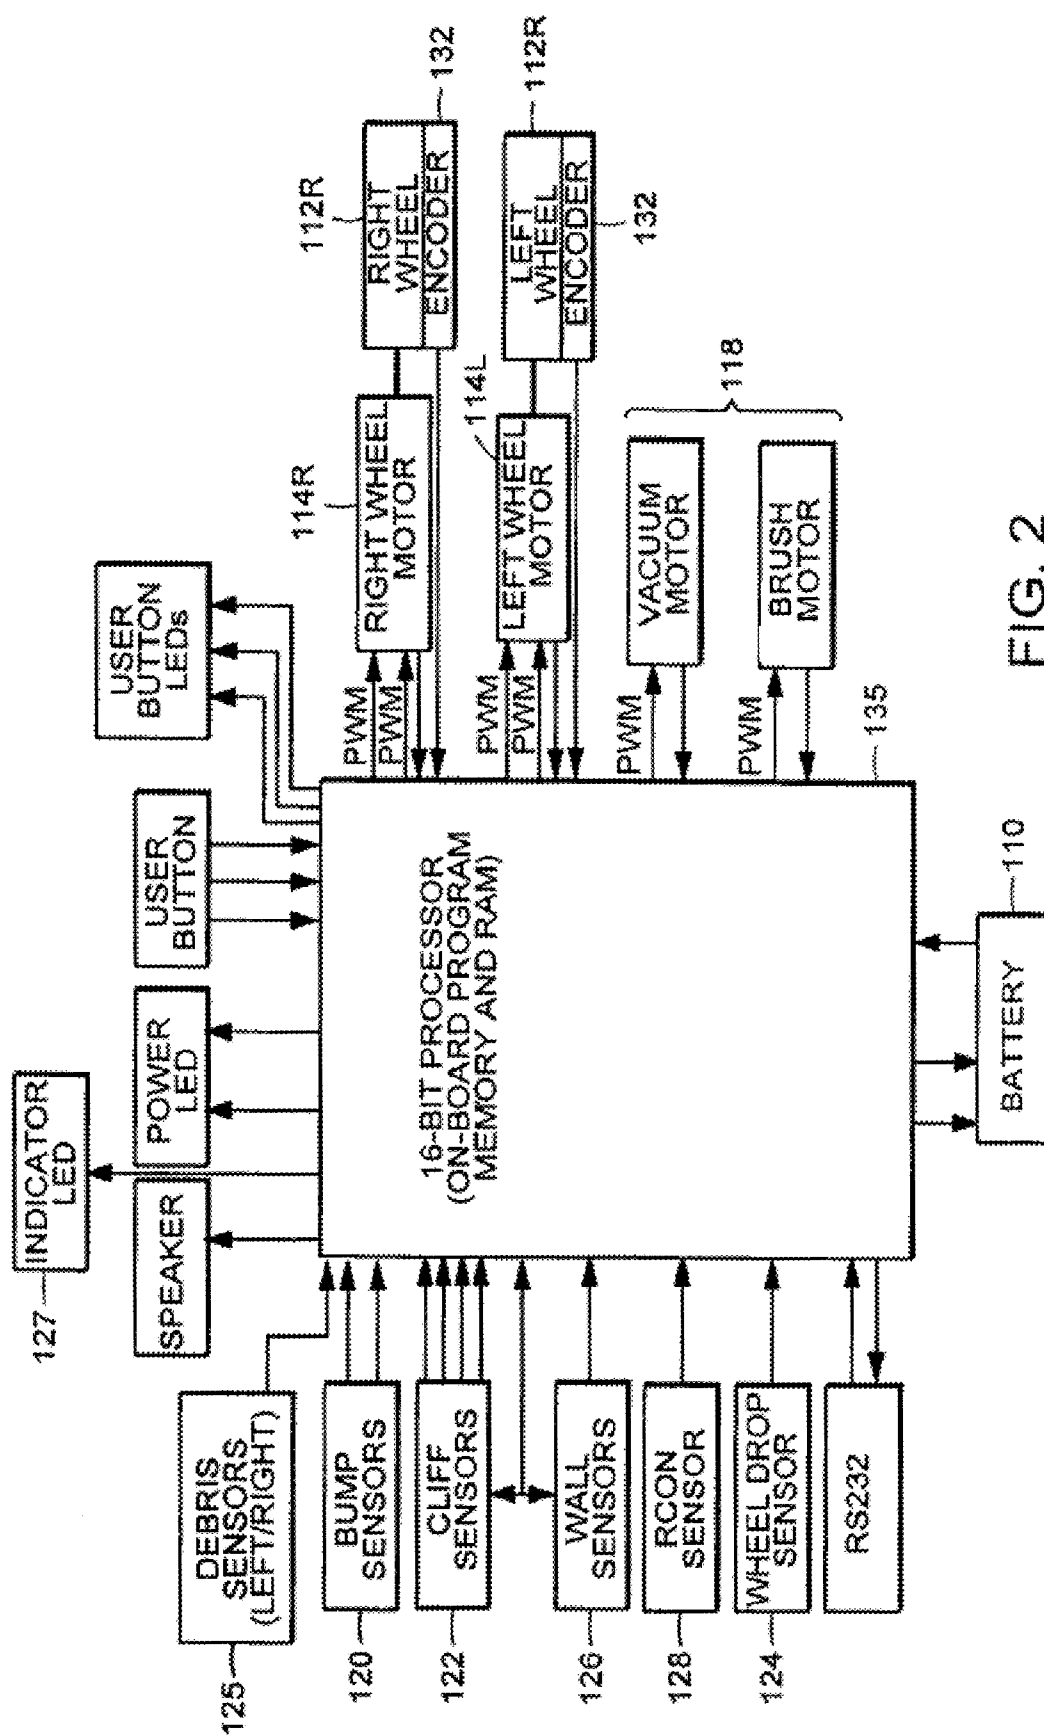 127
INDICATOR
LED
SPEAKER
POWER
LED
USER
BUTTON
USER
BUTTON
LEDs
125
DEBRIS
SENSORS
(LEFT/RIGHT)
120
BUMP
SENSORS
122
CLIFF
SENSORS
126
WALL
SENSORS
128
RCON
SENSOR
124
WHEEL DROP
SENSOR
RS232
16-BIT PROCESSOR
(ON-BOARD PROGRAM
MEMORY AND RAM)
135
BATTERY
110
PWM
PWM
114R
RIGHT WHEEL
MOTOR
112R
RIGHT
WHEEL
ENCODER
132
PWM
PWM
114L
LEFT WHEEL
MOTOR
112R
LEFT
WHEEL
ENCODER
132
PWM
VACUUM
MOTOR
118
PWM
BRUSH
MOTOR
FIG. 2